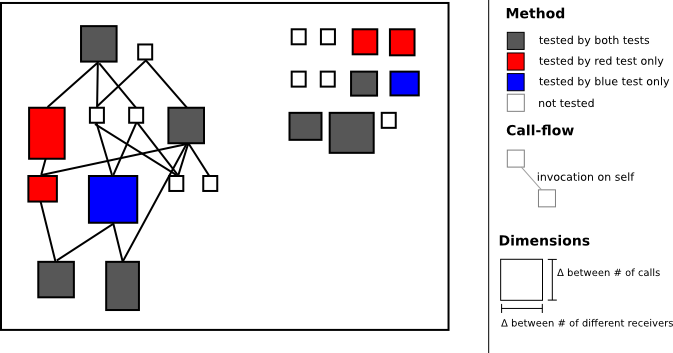 Method
tested by both tests
tested by red test only
tested by blue test only
not tested
Call-flow
invocation on self
Dimensions
Δ between # of calls
Δ between # of different receivers